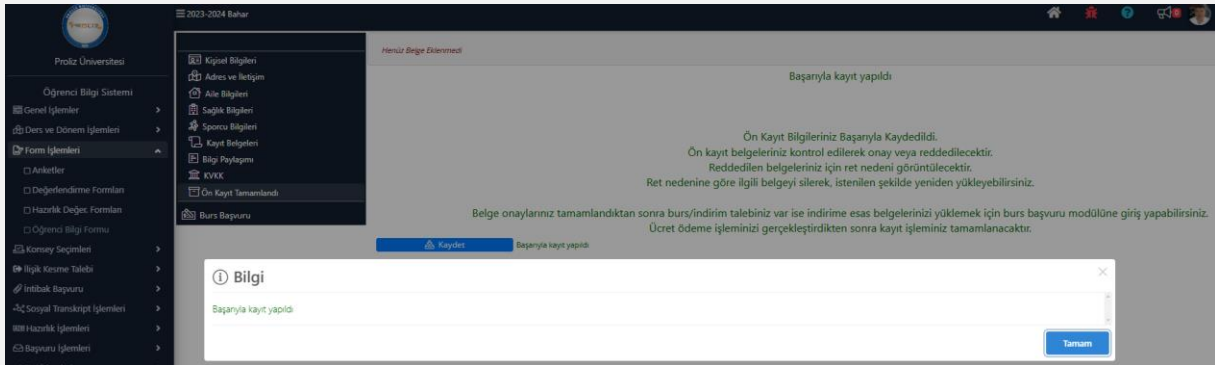 2023-2024 Bahar
Proliz Üniversitesi
Öğrenci Bilgi Sistemi
Genel İşlemler
Ders ve Dönem İşlemleri
Form İşlemleri
Anketler
Değerlendirme Formları
Hazırlık Değer. Formları
Öğrenci Bilgi Formu
Konsey Seçimleri
İlişik Kesme Talebi
İntibak Başvuru
Sosyal Transkript İşlemleri
Hazırlık İşlemleri
Başvuru İşlemleri
Kişisel Bilgileri
Adres ve İletişim
Aile Bilgileri
Sağlık Bilgileri
Sporcu Bilgileri
Kayıt Belgeleri
Bilgi Paylaşımı
KVKK
Ön Kayıt Tamamlandı
Burs Başvuru
Henüz Belge Eklenmedi
Başarıyla kayıt yapıldı
Ön Kayıt Bilgileriniz Başarıyla Kaydedildi.
Ön kayıt belgeleriniz kontrol edilerek onay veya reddedilecektir.
Reddedilen belgeleriniz için ret nedeni görüntülecektir.
Ret nedenine göre ilgili belgeyi silerek, istenilen şekilde yeniden yükleyebilirsiniz.
Belge onaylarınız tamamlandıktan sonra burs/indirim talebiniz var ise indirime esas belgelerinizi yüklemek için burs başvuru modülüne giriş yapabilirsiniz.
Ücret ödeme işleminizi gerçekleştirdikten sonra kayıt işleminiz tamamlanacaktır.
Kaydet
Başarıyla kayıt yapıldı
Bilgi
Başarıyla kayıt yapıldı
Tamam